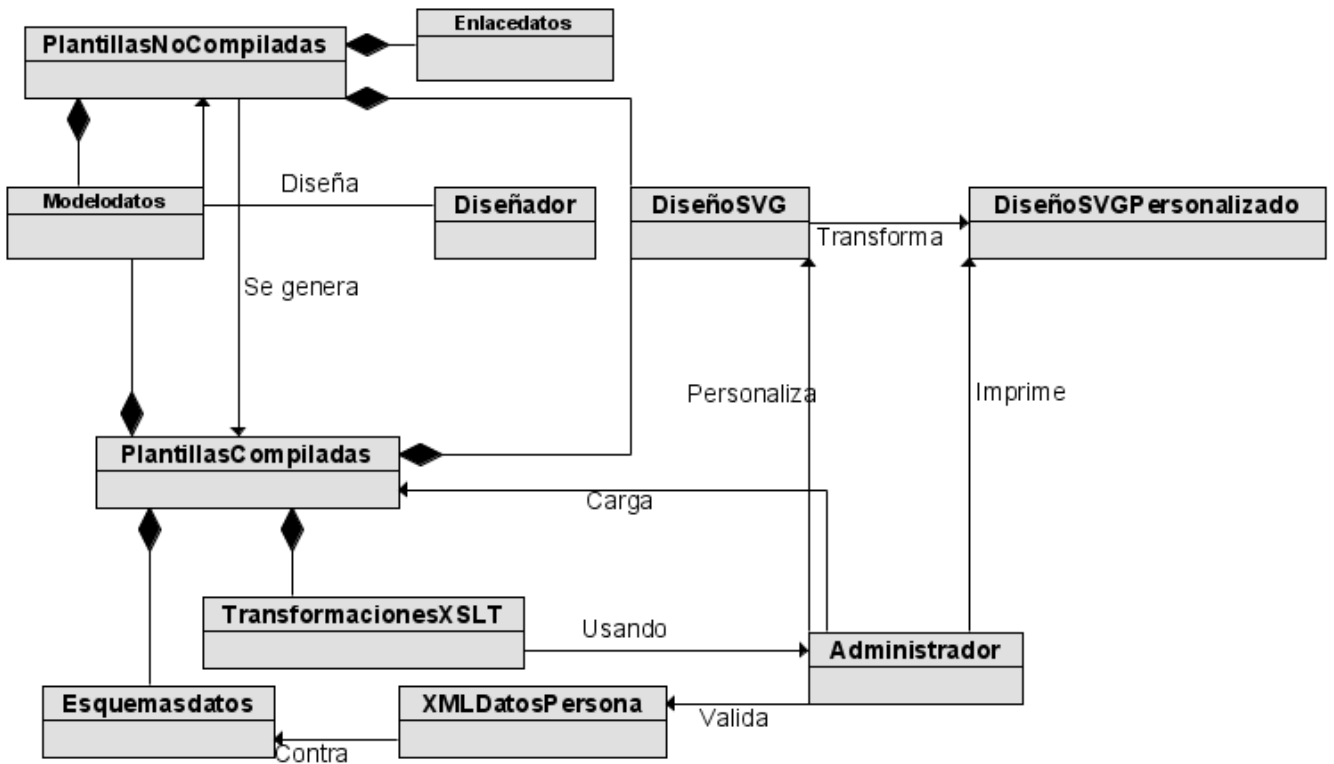 Enlacedatos
PlantillasNoCompiladas
Diseña
Modelodatos
Diseñador
DiseñoSVG
DiseñoSVGPersonalizado
Transforma
Se genera
Personaliza
Imprime
PlantillasCompiladas
Carga
TransformacionesXSLT
Usando
Administrador
Esquemasdatos
XMLDatosPersona
Valida
Contra